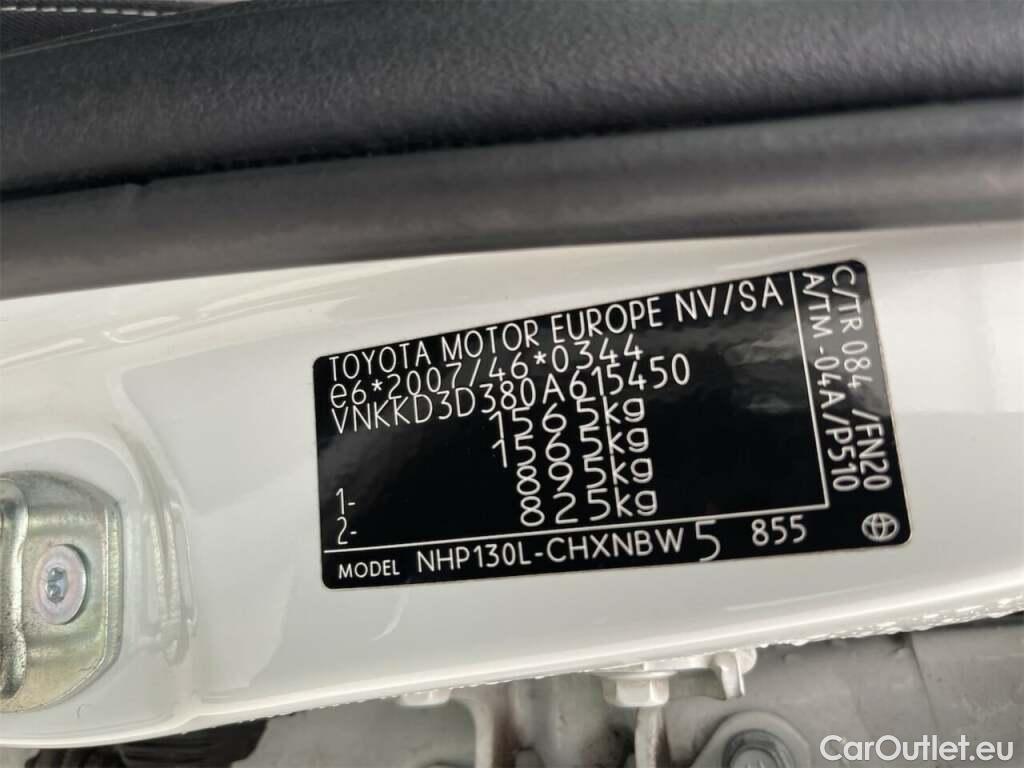 TOYOTA MOTOR EUROPE NV/SA
e6*2007/46*0344
VNKKD3D380A615450
1565kg
1565kg
1- 895kg
2- 825kg
MODEL NHP130L-CHXNBW 5 855
C/TR 084 /FN20
A/TM -04A/P510
CarOutlet.eu